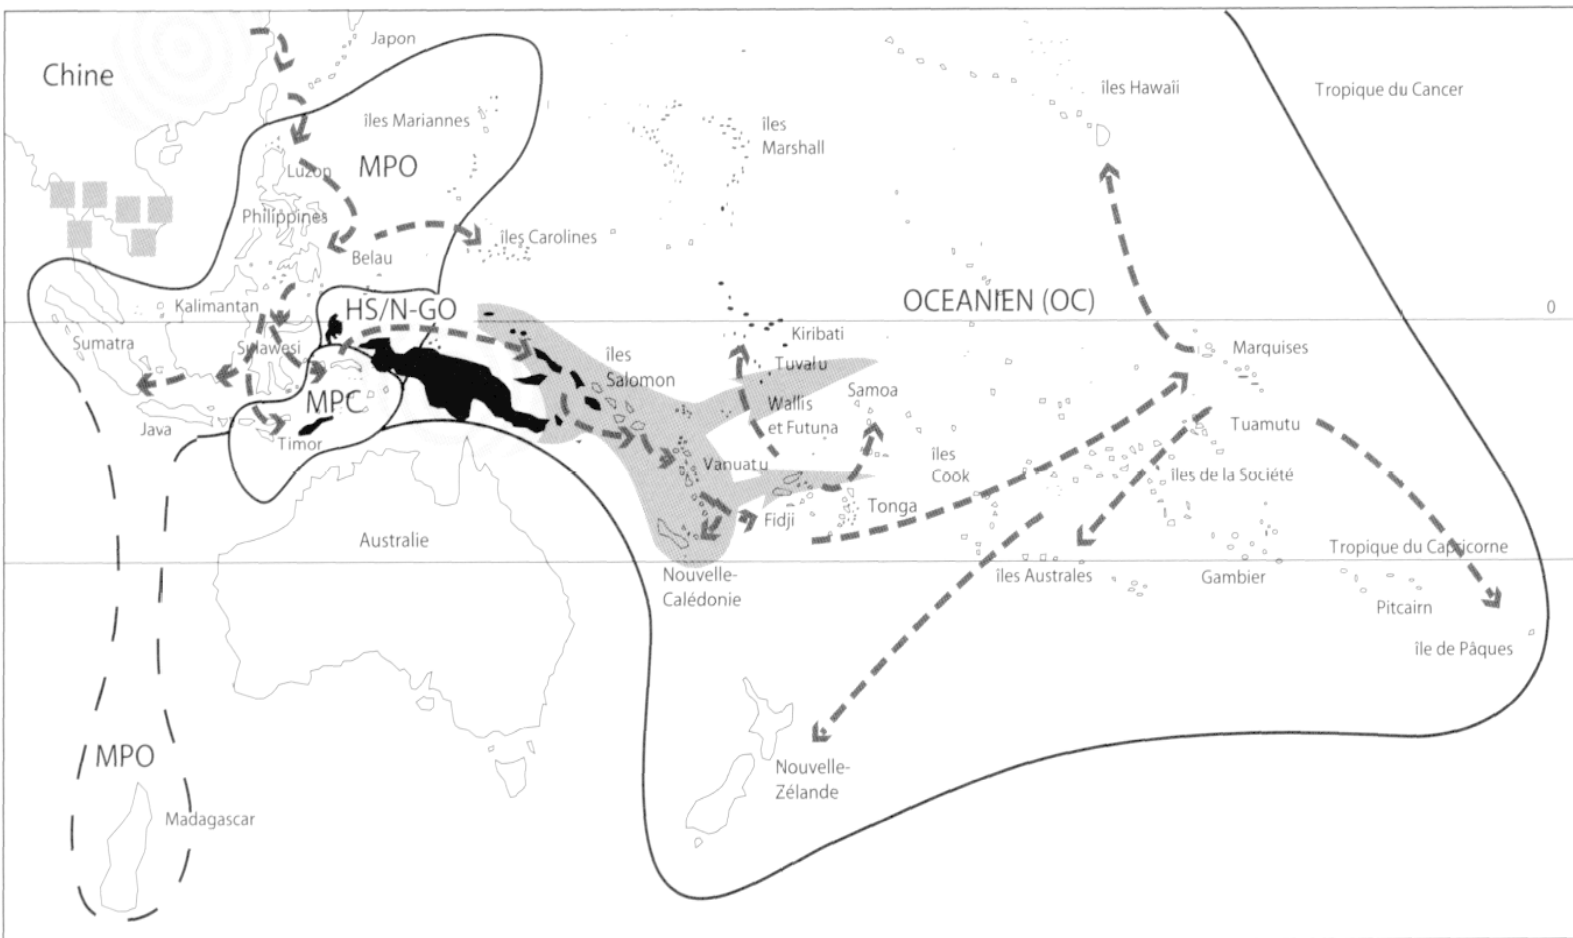 Japon
Chine
îles Hawaïi
Tropique du Cancer
îles Mariannes
îles
Marshall
MPO
Luzon
Philippines
îles Carolines
Belau
Kalimantan
HS/N-GO
OCEANIEN (OC)
0
Kiribati
Sumatra
Sulawesi
îles
Salomon
Tuvalu
Marquises
Samoa
MPC
Wallis
et Futuna
Java
Timor
Tuamutu
îles
Cook
Vanuatu
îles de la Société
Tonga
Fidji
Australie
Tropique du Capricorne
Nouvelle-
Calédonie
îles Australes
Gambier
Pitcairn
île de Pâques
MPO
Nouvelle-
Zélande
Madagascar